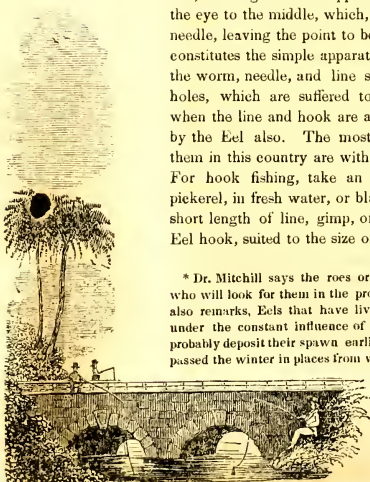 the eye to the middle, which,
needle, leaving the point to be
constitutes the simple apparat
the worm, needle, and line s
holes, which are suffered to
when the line and hook are a
by the Eel also. The most
them in this country are with
For hook fishing, take an
pickerel, in fresh water, or bla
short length of line, gimp, or
Eel hook, suited to the size o
* Dr. Mitchill says the roes or
who will look for them in the pro
also remarks, Eels that have liv
under the constant influence of
probably deposit their spawn earli
passed the winter in places from w